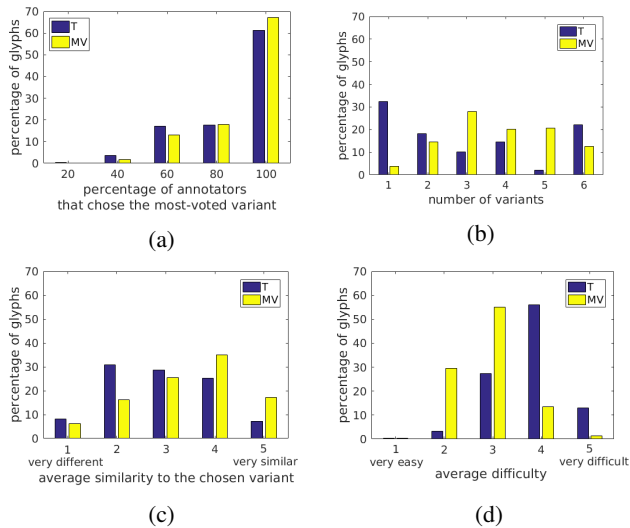 percentage of glyphs
70
60
50
40
30
20
10
0
T
MV
20 40 60 80 100
percentage of annotators
that chose the most-voted variant
(a)
percentage of glyphs
70
60
50
40
30
20
10
0
T
MV
1 2 3 4 5 6
number of variants
(b)
percentage of glyphs
70
60
50
40
30
20
10
0
T
MV
1 2 3 4 5
very different very similar
average similarity to the chosen variant
(c)
percentage of glyphs
70
60
50
40
30
20
10
0
T
MV
1 2 3 4 5
very easy very difficult
average difficulty
(d)